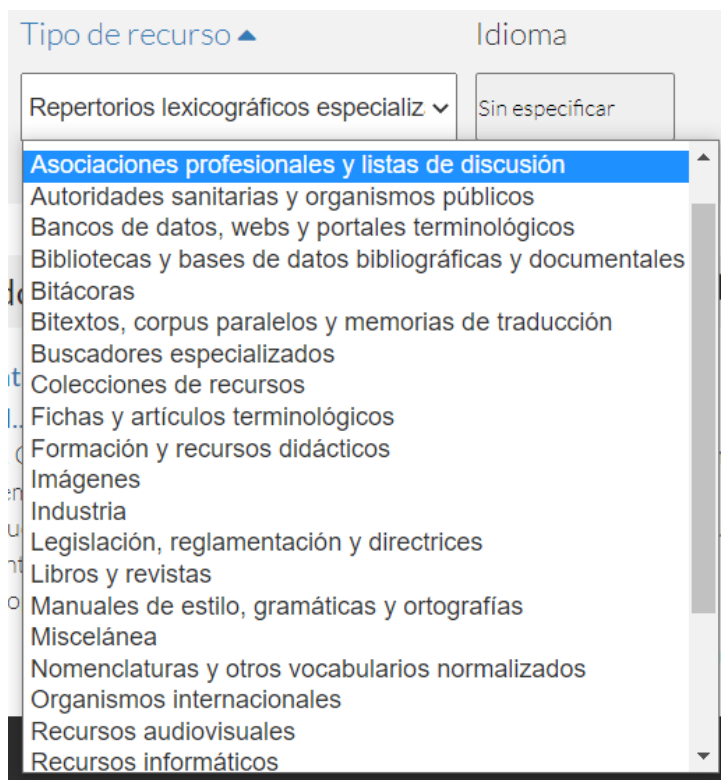 Tipo de recurso
Idioma
Repertorios lexicográficos especializ
Sin especificar
Asociaciones profesionales y listas de discusión
Autoridades sanitarias y organismos públicos
Bancos de datos, webs y portales terminológicos
Bibliotecas y bases de datos bibliográficas y documentales
Bitácoras
Bitextos, corpus paralelos y memorias de traducción
Buscadores especializados
Colecciones de recursos
Fichas y artículos terminológicos
Formación y recursos didácticos
Imágenes
Industria
Legislación, reglamentación y directrices
Libros y revistas
Manuales de estilo, gramáticas y ortografías
Miscelánea
Nomenclaturas y otros vocabularios normalizados
Organismos internacionales
Recursos audiovisuales
Recursos informáticos